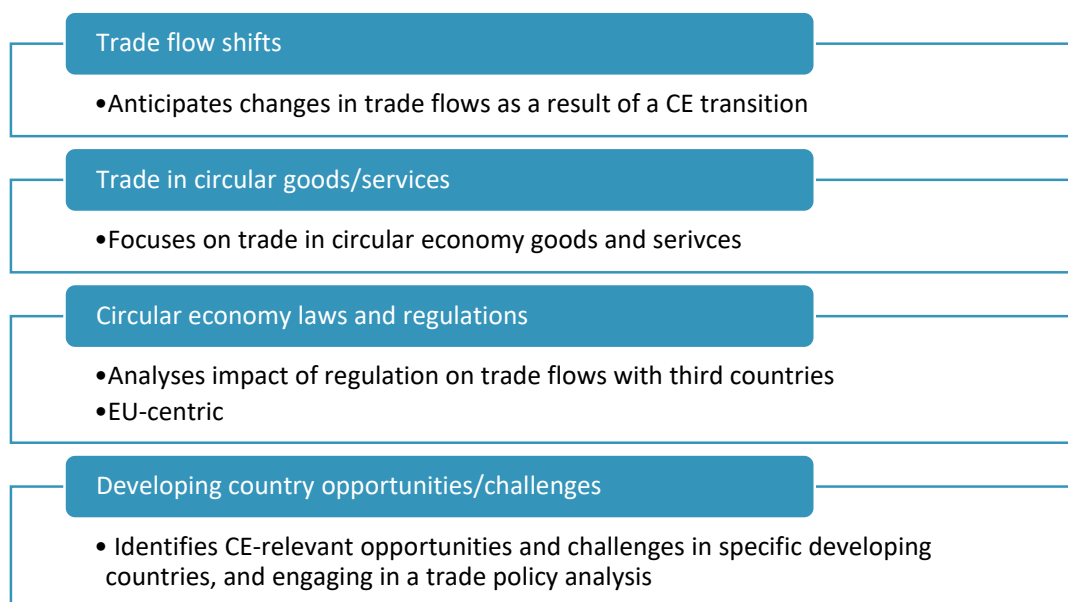 Trade flow shifts
•Anticipates changes in trade flows as a result of a CE transition
Trade in circular goods/services
•Focuses on trade in circular economy goods and serivces
Circular economy laws and regulations
•Analyses impact of regulation on trade flows with third countries
•EU-centric
Developing country opportunities/challenges
• Identifies CE-relevant opportunities and challenges in specific developing
countries, and engaging in a trade policy analysis